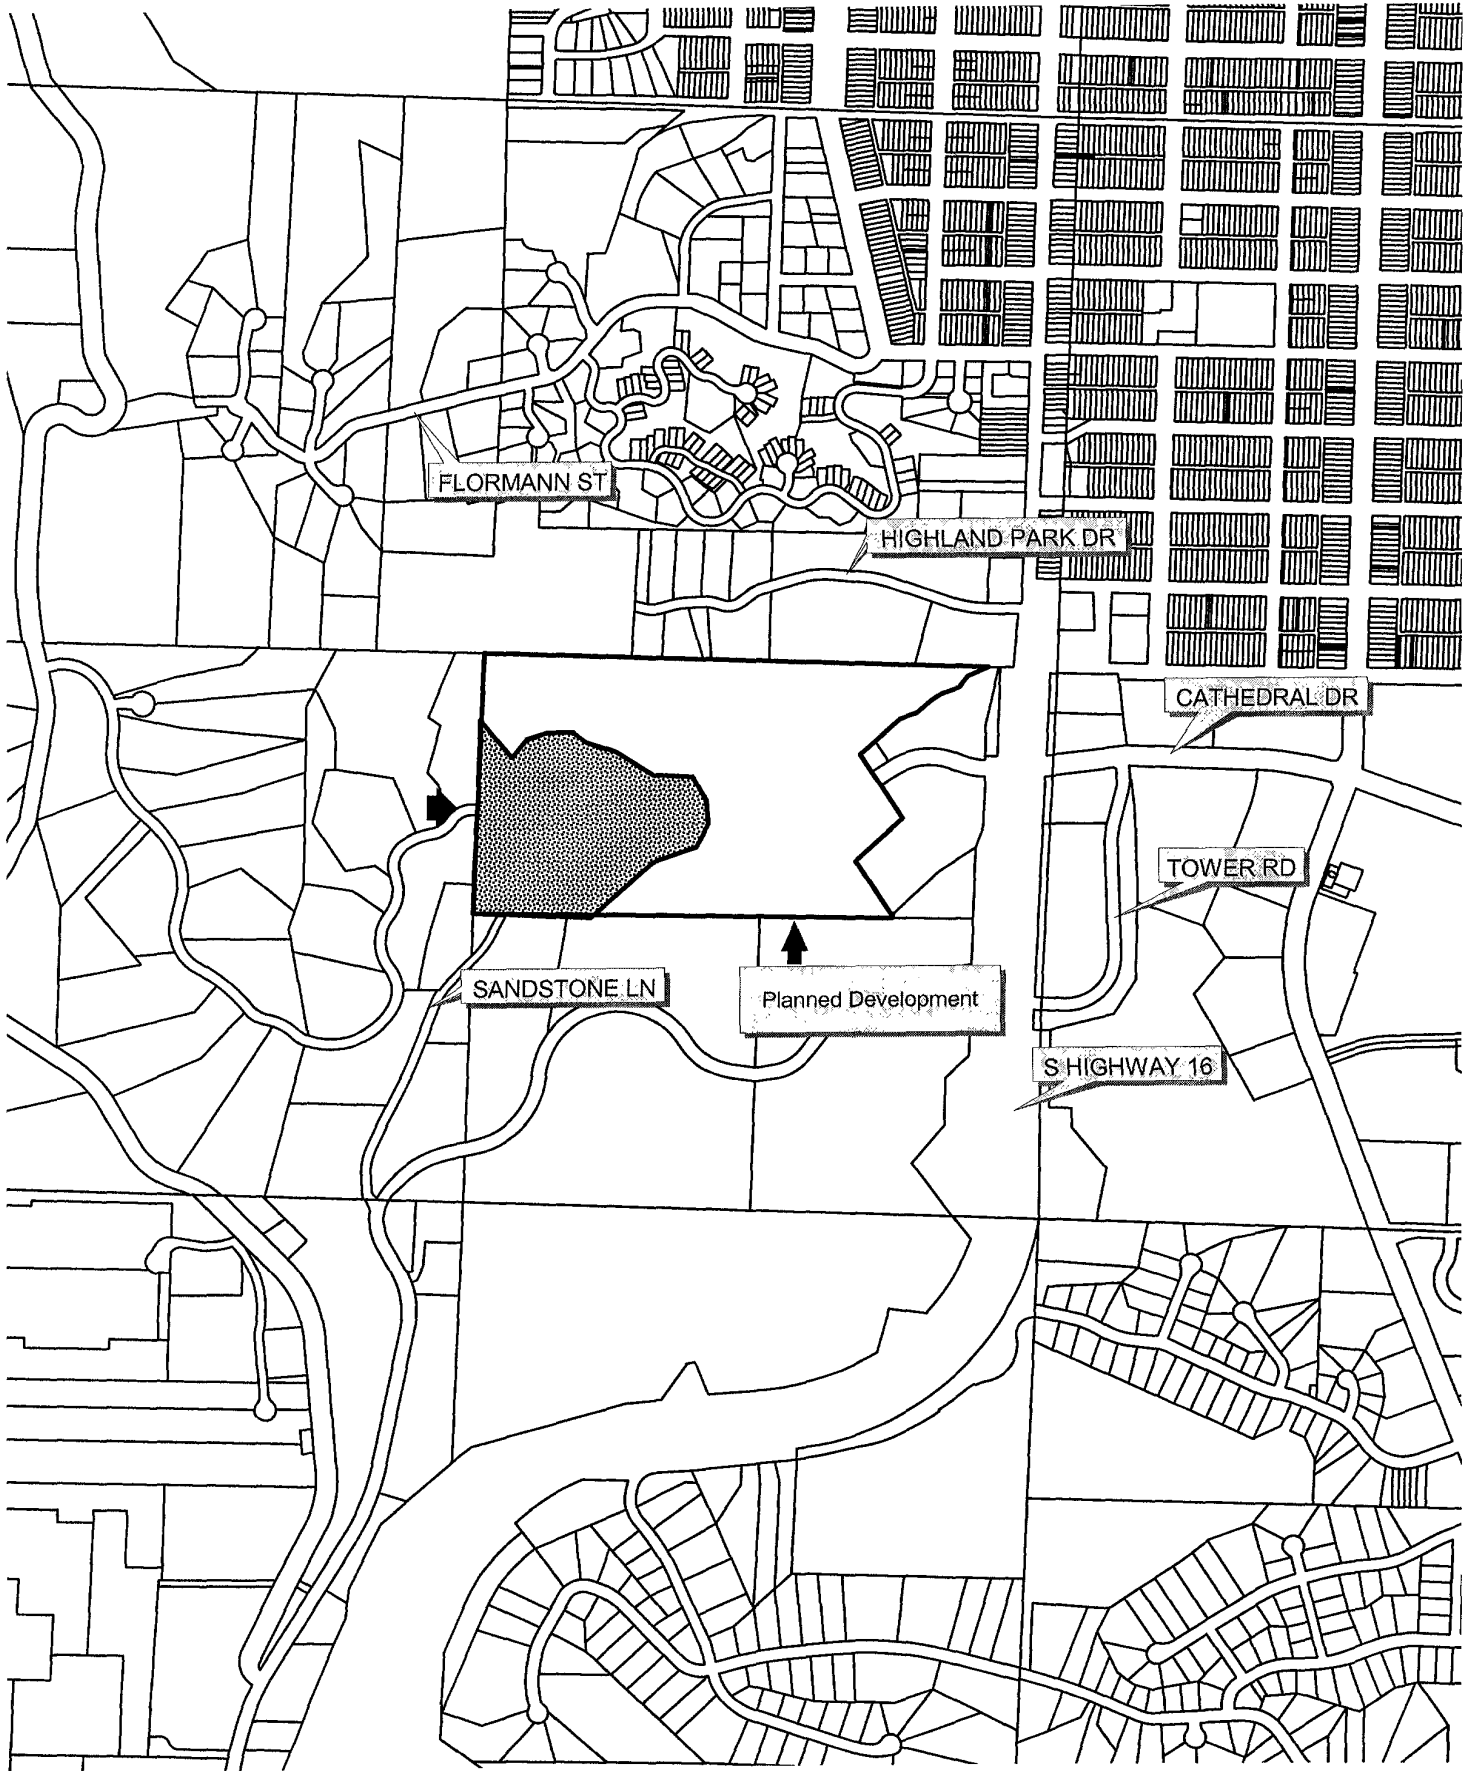 FLORMANN ST
HIGHLAND PARK DR
CATHEDRAL DR
TOWER RD
SANDSTONE LN
Planned Development
S HIGHWAY 16